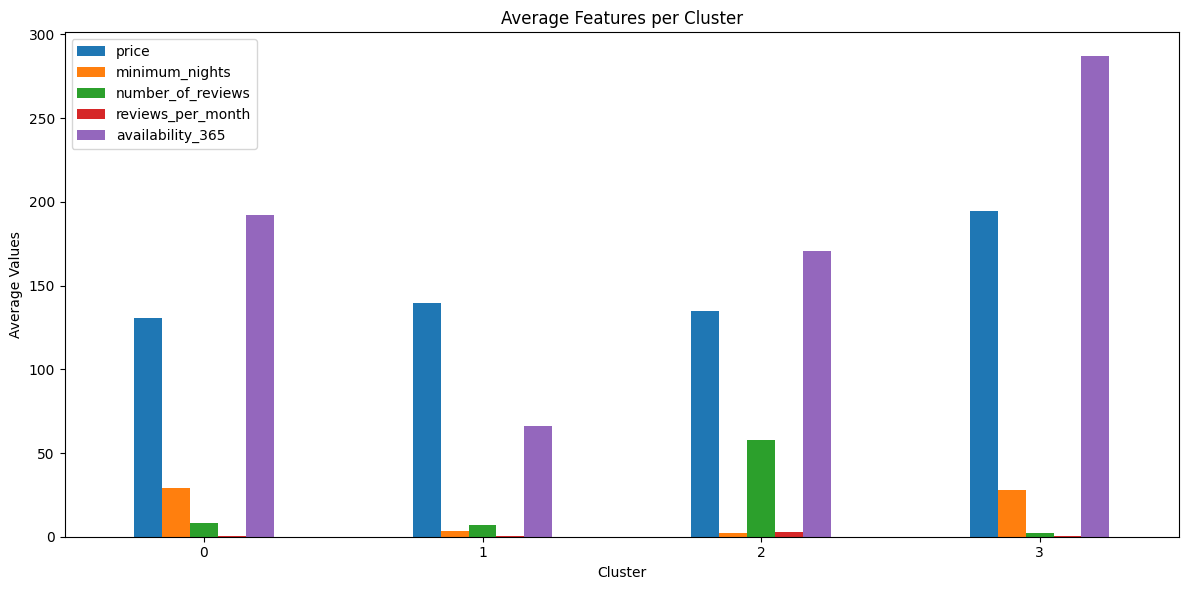 Average Features per Cluster
300
250
200
150
100
50
0
Average Values
price
minimum_nights
number_of_reviews
reviews_per_month
availability_365
0 1 2 3
Cluster